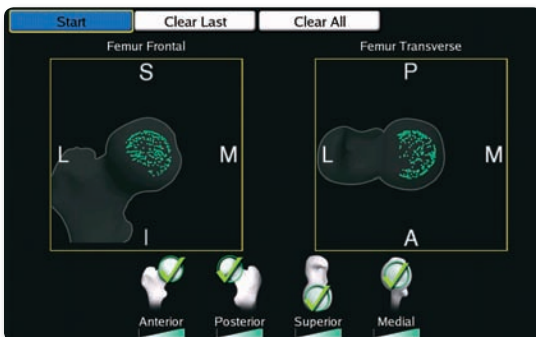 Start Clear Last Clear All
Femur Frontal Femur Transverse
S P
L M L M
I A
Anterior Posterior Superior Medial